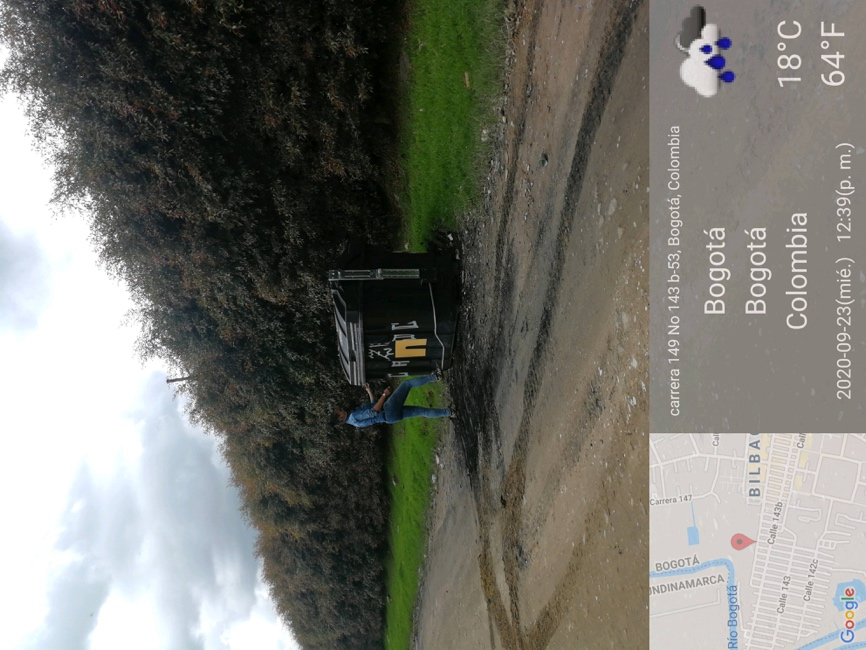 carrera 149 No 143 b-53, Bogotá, Colombia
Bogotá
Bogotá
Colombia
2020-09-23(mié.) 12:39(p. m.)
18°C
64°F
Carrera 147
BILBAO
BOGOTÁ
UNDINAMARCA
Calle 143b
Calle 143
Calle 142c
Río Bogotá
Google